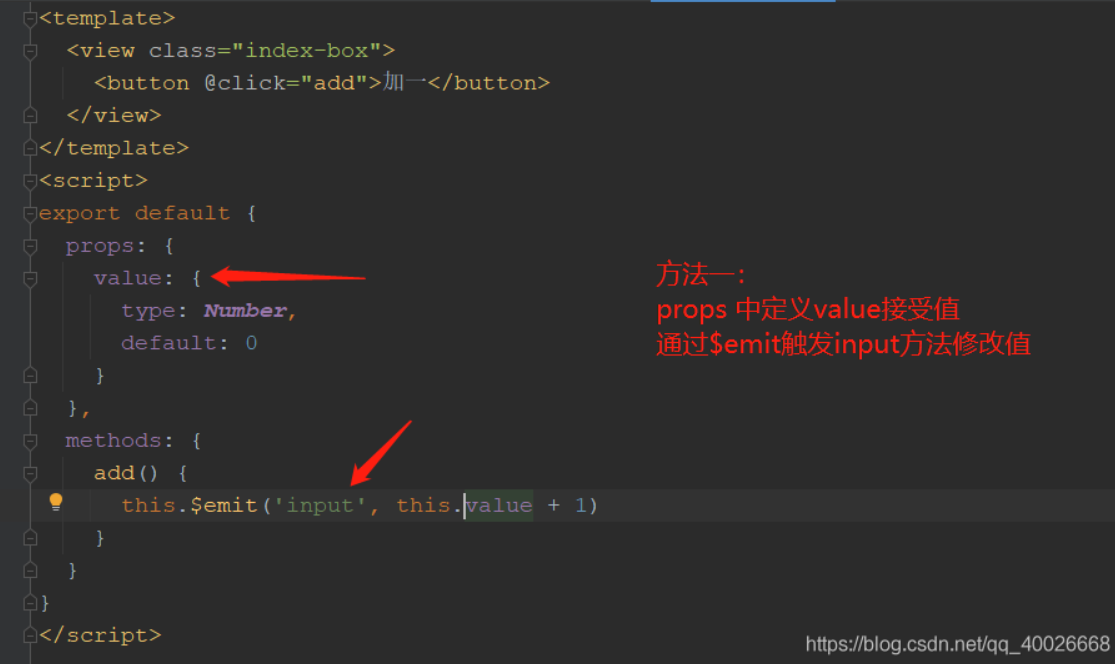 <template>
<view class="index-box">
<button @click="add">加一</button>
</view>
</template>
<script>
export default {
props: {
value: {
type: Number,
default: 0
}
},
methods: {
add() {
this.$emit('input', this.value + 1)
}
}
}
</script>
方法一：
props 中定义value接受值
通过$emit触发input方法修改值
https://blog.csdn.net/qq_40026668